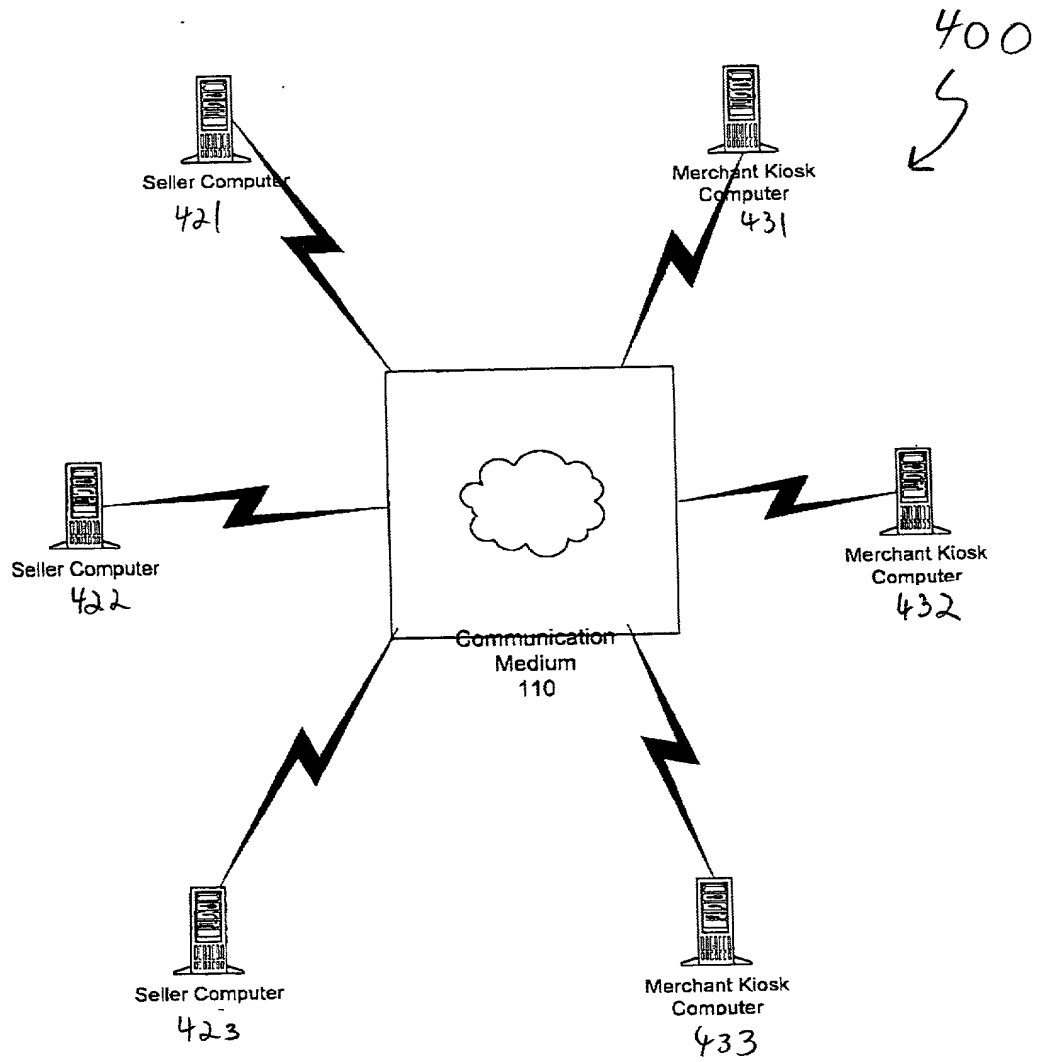 400
Seller Computer
421
Merchant Kiosk
Computer
431
Seller Computer
422
Merchant Kiosk
Computer
432
Communication
Medium
110
Seller Computer
423
Merchant Kiosk
Computer
433